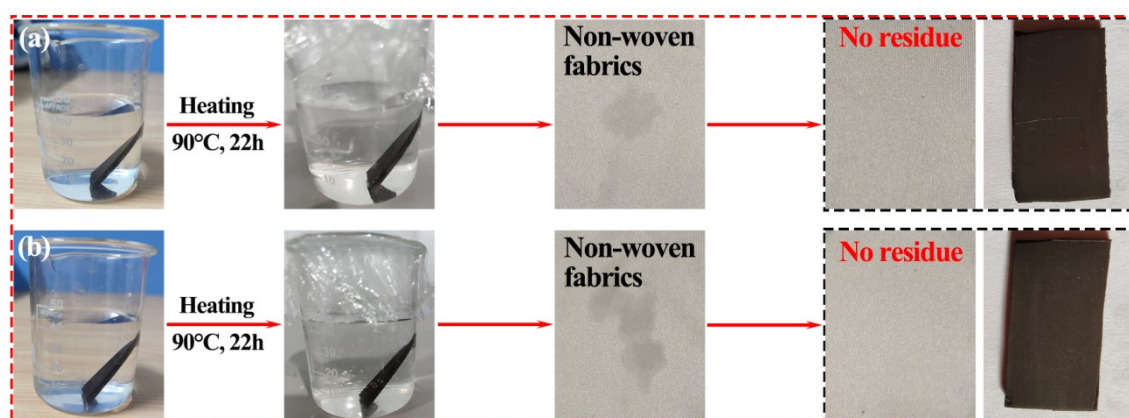 (a)
Heating
90°C, 22h
Non-woven
fabrics
No residue
(b)
Heating
90°C, 22h
Non-woven
fabrics
No residue